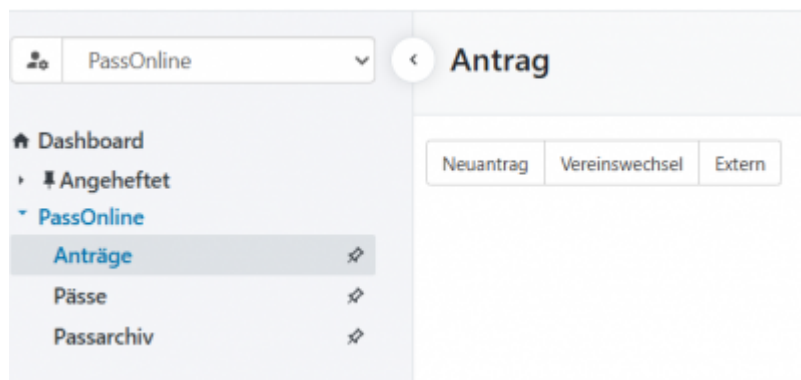 PassOnline
Antrag
Dashboard
Angeheftet
PassOnline
Anträge
Pässe
Passarchiv
Neuantrag Vereinswechsel Extern